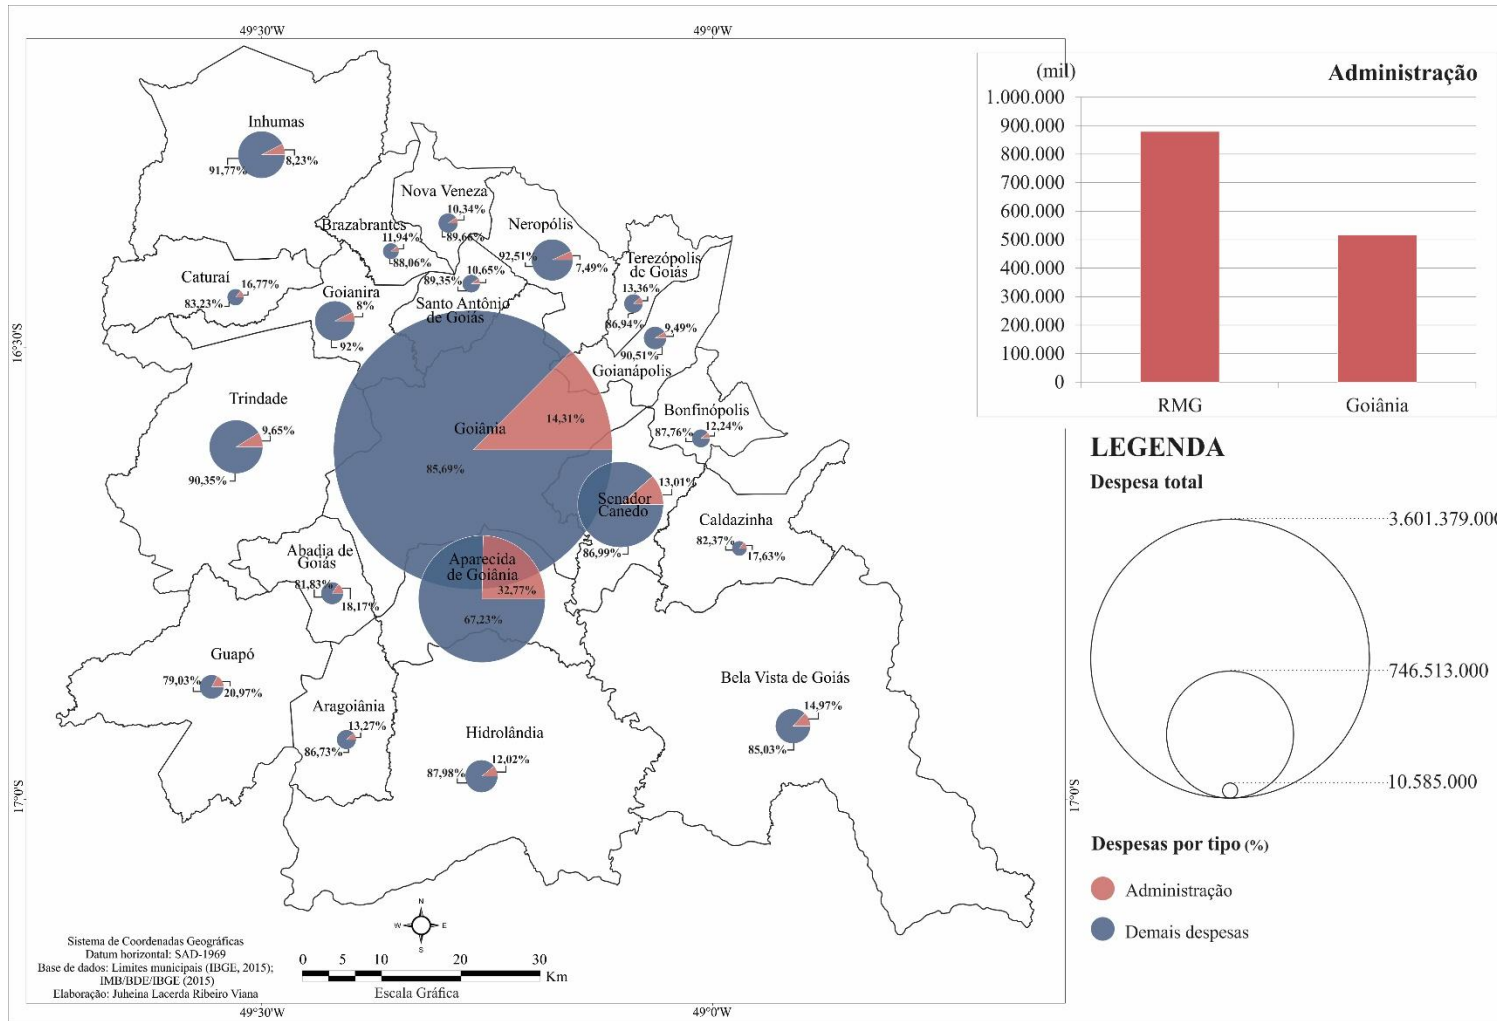 49°30'W
49°0'W
Inhumas
91,77%
8,23%
Nova Veneza
10,34%
89,66%
Brazabrantes
11,94%
88,06%
Neropólis
92,51%
7,49%
Terezópolis
de Goiás
13,36%
86,94%
Caturaí
16,77%
83,23%
Goianira
8%
92%
89,35%
10,65%
Santo Antônio
de Goiás
9,49%
90,51%
Goianápolis
16°30'S
Trindade
9,65%
90,35%
Goiânia
14,31%
85,69%
Bonfinópolis
87,76%
12,24%
Senador
Canedo
13,01%
86,99%
Caldazinha
82,37%
17,63%
Abadia de
Goiás
81,83%
18,17%
Aparecida
de Goiânia
32,77%
67,23%
Guapó
79,03%
20,97%
Aragoiânia
13,27%
86,73%
Hidrolândia
12,02%
87,98%
Bela Vista de Goiás
14,97%
85,03%
17°0'S
17°0'S
N
W
E
S
Sistema de Coordenadas Geográficas
Datum horizontal: SAD-1969
Base de dados: Limites municipais (IBGE, 2015);
IMB/BDE/IBGE (2015)
Elaboração: Juheina Lacerda Ribeiro Viana
0 5 10 20 30
Km
Escala Gráfica
49°30'W
49°0'W
(mil)
Administração
1.000.000
900.000
800.000
700.000
600.000
500.000
400.000
300.000
200.000
100.000
0
RMG
Goiânia
LEGENDA
Despesa total
3.601.379.000
746.513.000
10.585.000
Despesas por tipo (%)
Administração
Demais despesas